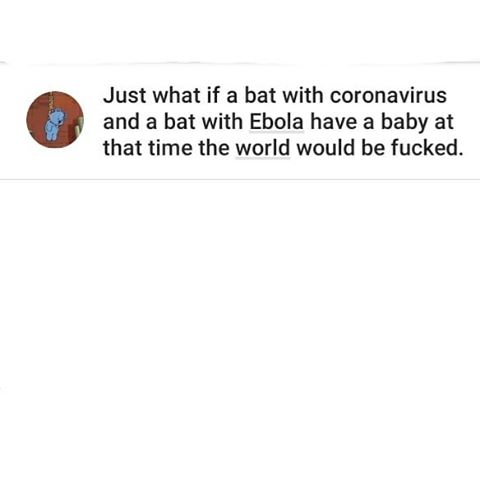 Just what if a bat with coronavirus
and a bat with Ebola have a baby at
that time the world would be fucked.